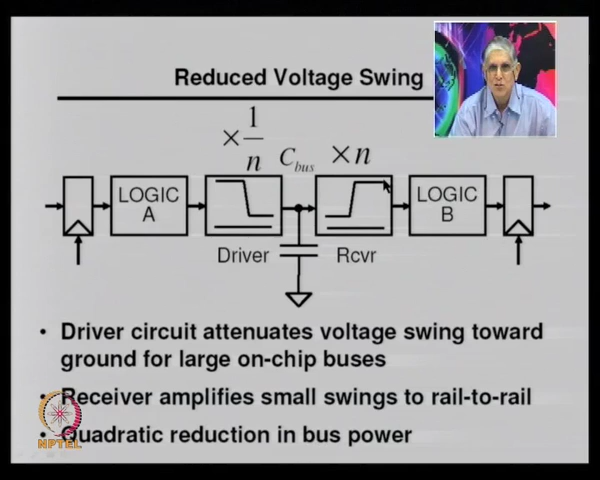 Reduced Voltage Swing
× 1/n
C_bus
×n
LOGIC
A
LOGIC
B
Driver
Rcvr
• Driver circuit attenuates voltage swing toward
ground for large on-chip buses
• Receiver amplifies small swings to rail-to-rail
• Quadratic reduction in bus power
NPTEL